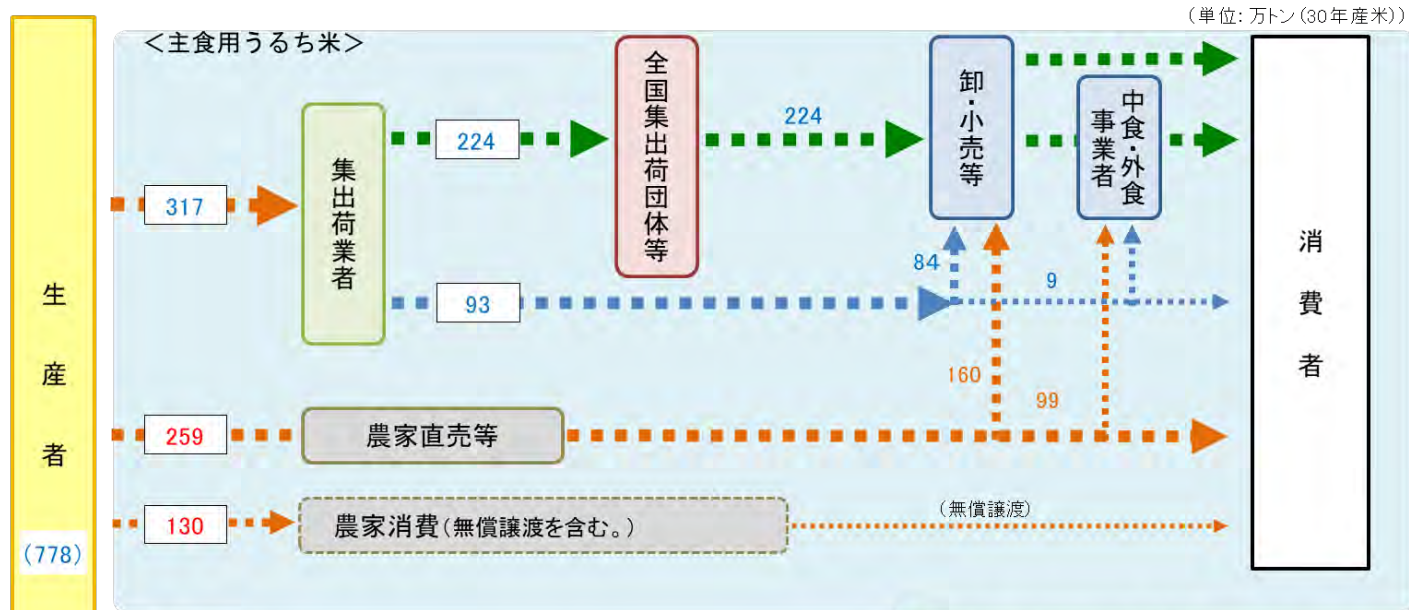 (単位: 万トン(30年産米))
＜主食用うるち米＞
生産者
(778)
317
集出荷業者
224
全国集出荷団体等
224
卸・小売等
中食・外食
事業者
消費者
93
84
9
160
99
259
農家直売等
130
農家消費(無償譲渡を含む。)
(無償譲渡)